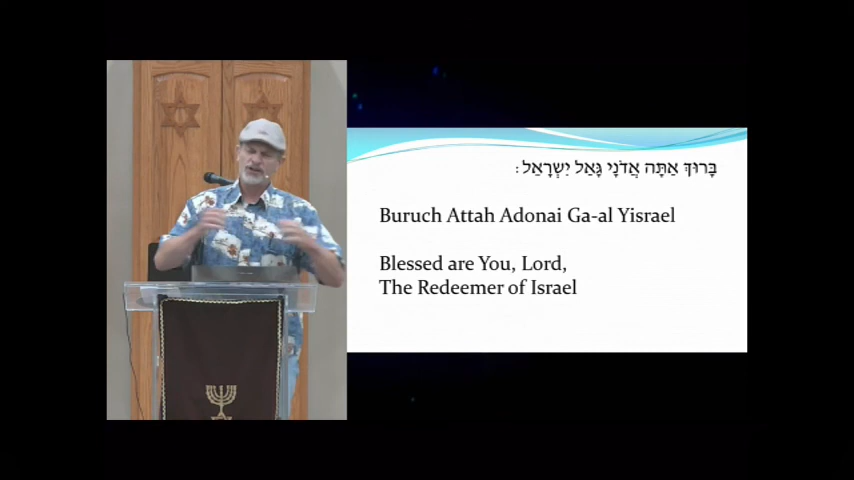 בָּרוּךְ אַתָּה אֲדֹנָי גָּאַל יִשְׂרָאֵל :
Buruch Attah Adonai Ga-al Yisrael
Blessed are You, Lord,
The Redeemer of Israel